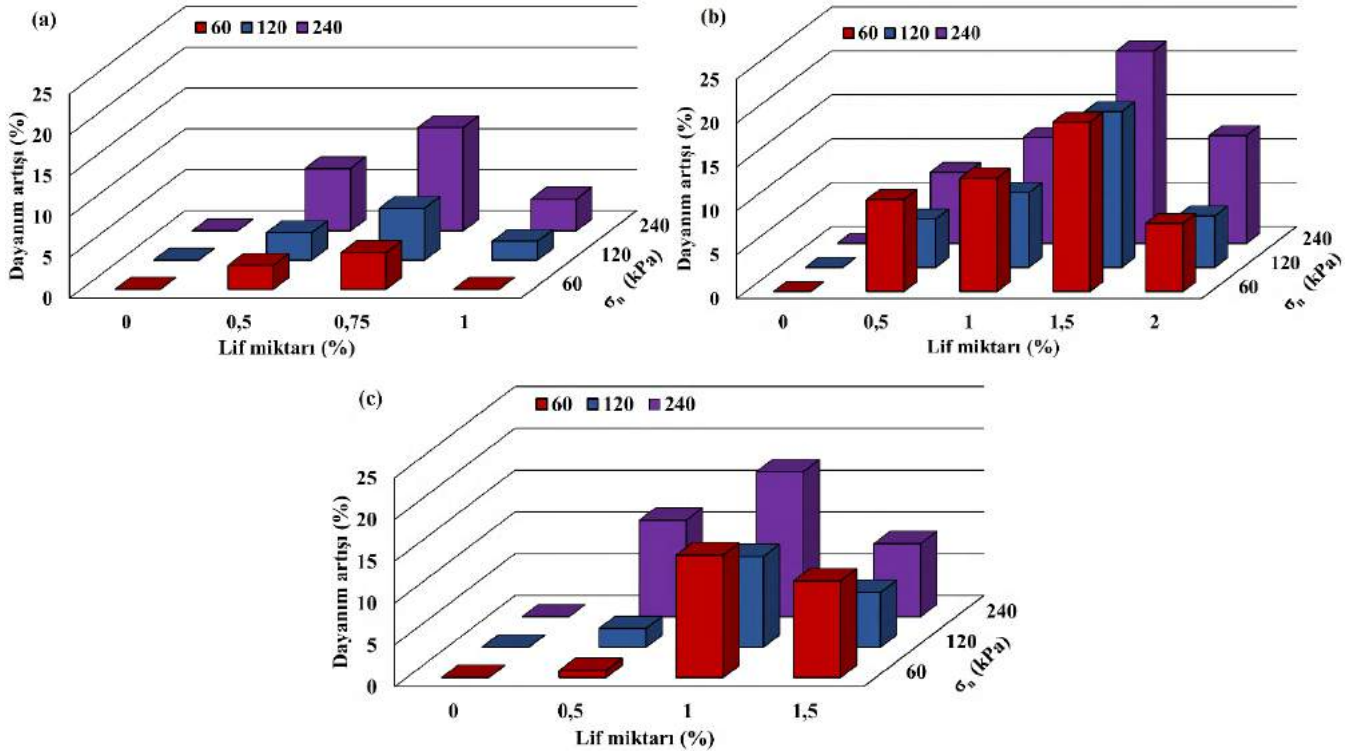 (a)
60 120 240
Dayanım artışı (%)
25
20
15
10
5
0
0 0,5 0,75 1
Lif miktarı (%)
60
120
240
σn (kPa)
(b)
60 120 240
Dayanım artışı (%)
25
20
15
10
5
0
0 0,5 1 1,5 2
Lif miktarı (%)
60
120
240
σn (kPa)
(c)
60 120 240
Dayanım artışı (%)
25
20
15
10
5
0
0 0,5 1 1,5
Lif miktarı (%)
60
120
240
σn (kPa)